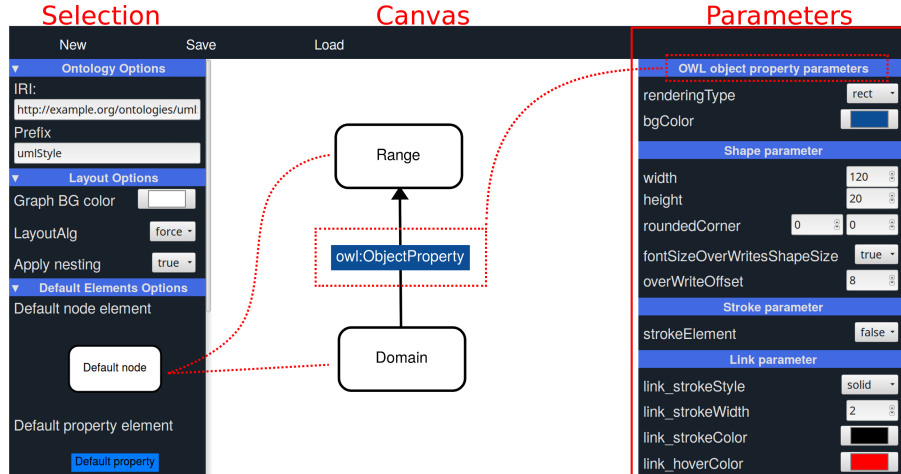 Selection Canvas Parameters
New Save Load
▼ Ontology Options
IRI:
http://example.org/ontologies/uml
Prefix
umlStyle
▼ Layout Options
Graph BG color
LayoutAlg force
Apply nesting true
▼ Default Elements Options
Default node element
Default node
Default property element
Default property
Range
owl:ObjectProperty
Domain
OWL object property parameters
renderingType rect
bgColor
Shape parameter
width 120
height 20
roundedCorner 0 0
fontSizeOverWritesShapeSize true
overWriteOffset 8
Stroke parameter
strokeElement false
Link parameter
link_strokeStyle solid
link_strokeWidth 2
link_strokeColor
link_hoverColor